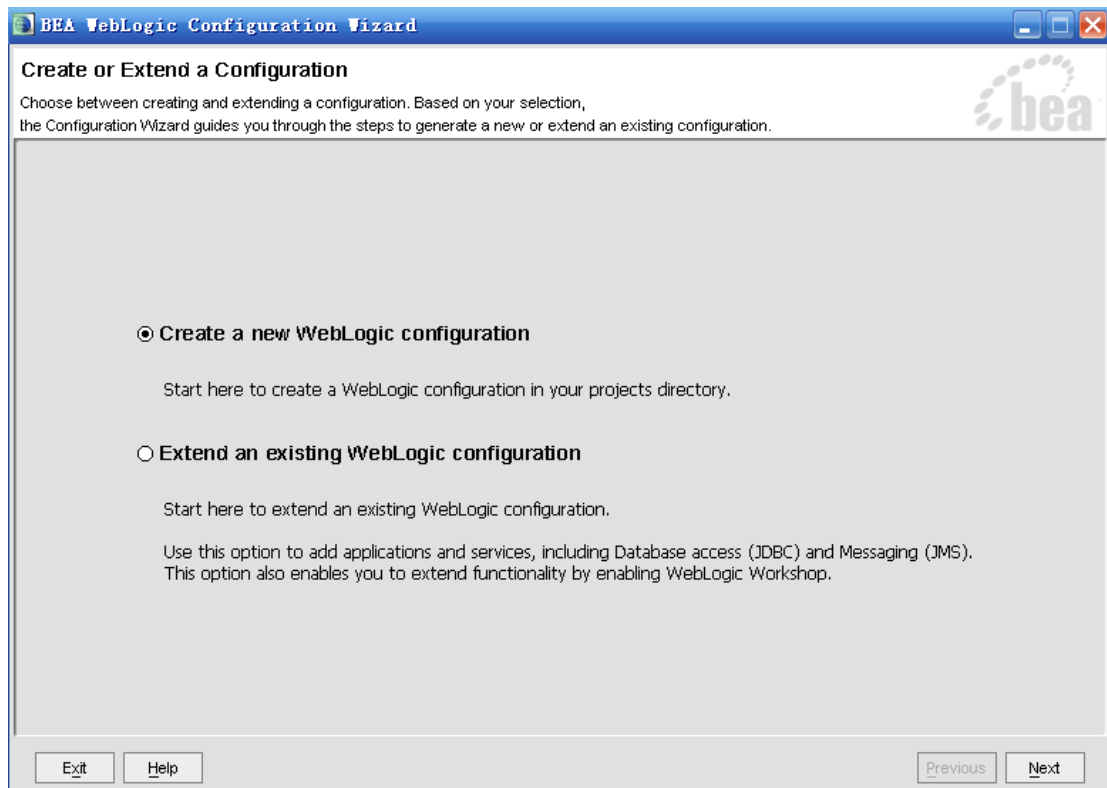 BEA WebLogic Configuration Wizard
Create or Extend a Configuration
Choose between creating and extending a configuration. Based on your selection,
the Configuration Wizard guides you through the steps to generate a new or extend an existing configuration.
bea
Create a new WebLogic configuration
Start here to create a WebLogic configuration in your projects directory.
Extend an existing WebLogic configuration
Start here to extend an existing WebLogic configuration.
Use this option to add applications and services, including Database access (JDBC) and Messaging (JMS).
This option also enables you to extend functionality by enabling WebLogic Workshop.
Exit Help Previous Next